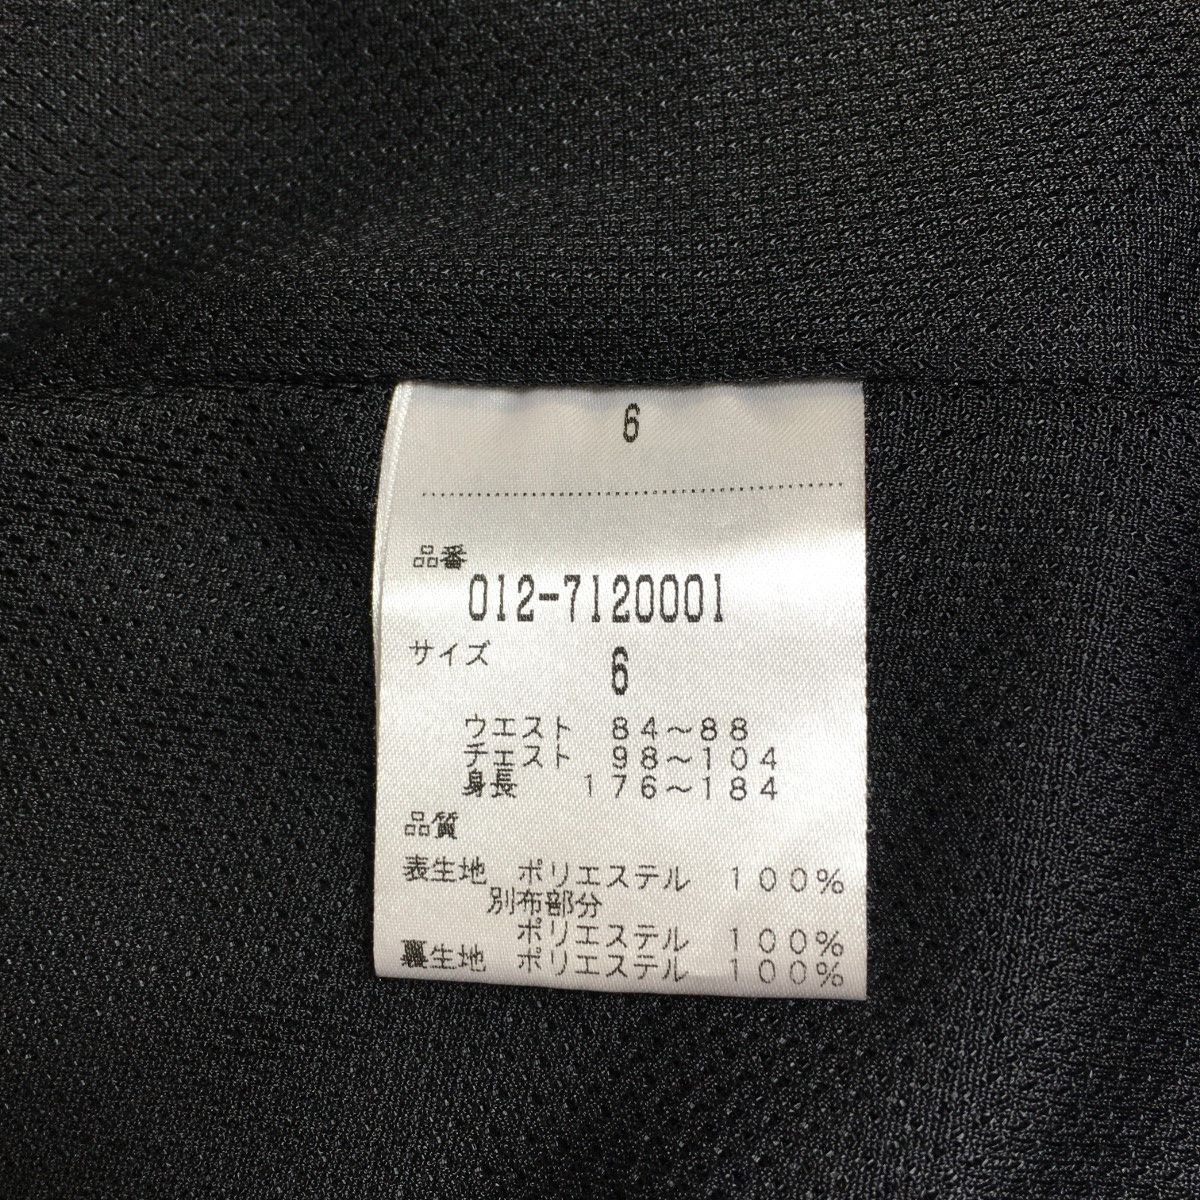 6
品番
012-7120001
サイズ 6
ウエスト 84～88
チェスト 98～104
身長 176～184
品質
表生地 ポリエステル 100%
別布部分
ポリエステル 100%
裏生地 ポリエステル 100%